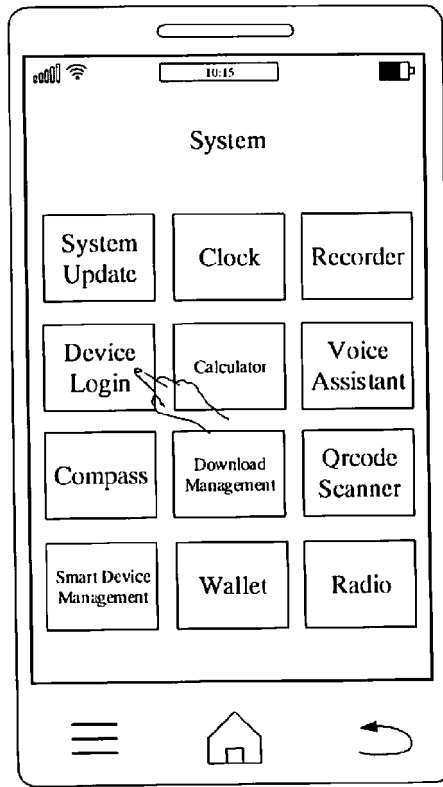 10:15
System
System
Update
Clock
Recorder
Device
Login
Calculator
Voice
Assistant
Compass
Download
Management
Qrcode
Scanner
Smart Device
Management
Wallet
Radio